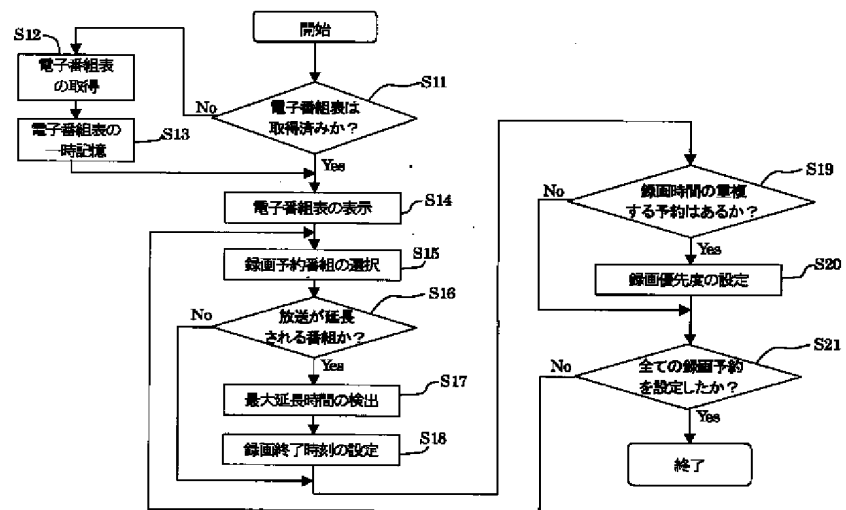 開始
S11
電子番組表は
取得済みか？
No
Yes
S12
電子番組表
の取得
S13
電子番組表の
一時記憶
S14
電子番組表の表示
S15
録画予約番組の選択
S16
放送が延長
される番組か？
No
Yes
S17
最大延長時間の検出
S18
録画終了時刻の設定
S19
録画時間の重複
する予約はあるか？
No
Yes
S20
録画優先度の設定
S21
全ての録画予約
を設定したか？
No
Yes
終了